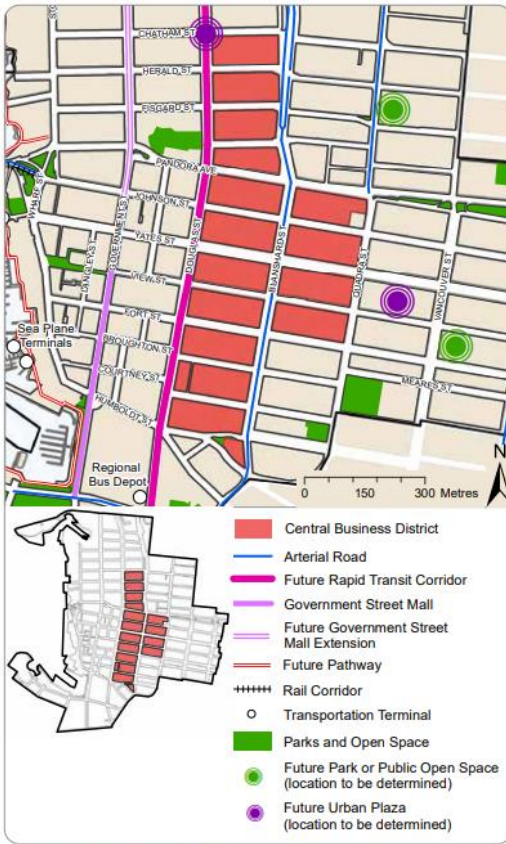 STO
CHATHAM ST
HERALD ST
FISGARD ST
PANDORA AVE
WHARF ST
JOHNSON ST
YATES ST
GOVERNMENT S
DOUGLAS ST
BLANSHARD ST
QUADRA ST
VANCOUVER ST
LANGLEY ST
VIEW ST
FORT ST
BROUGHTON ST
COURTNEY ST
HUMBOLDT ST
MEARES ST
Sea Plane
Terminals
Regional
Bus Depot
N
0 150 300 Metres
Central Business District
Arterial Road
Future Rapid Transit Corridor
Government Street Mall
Future Government Street
Mall Extension
Future Pathway
Rail Corridor
Transportation Terminal
Parks and Open Space
Future Park or Public Open Space
(location to be determined)
Future Urban Plaza
(location to be determined)